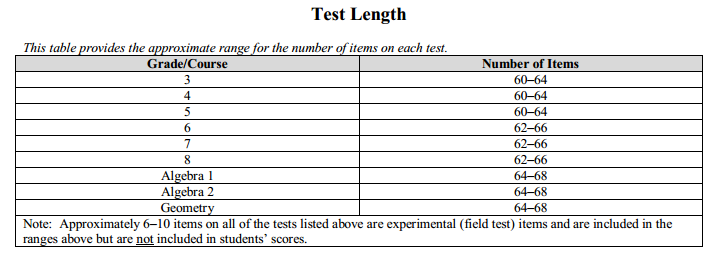 Test Length
This table provides the approximate range for the number of items on each test.
Grade/Course Number of Items
3 60–64
4 60–64
5 60–64
6 62–66
7 62–66
8 62–66
Algebra 1 64–68
Algebra 2 64–68
Geometry 64–68
Note:  Approximately 6–10 items on all of the tests listed above are experimental (field test) items and are included in the
ranges above but are not included in students’ scores.